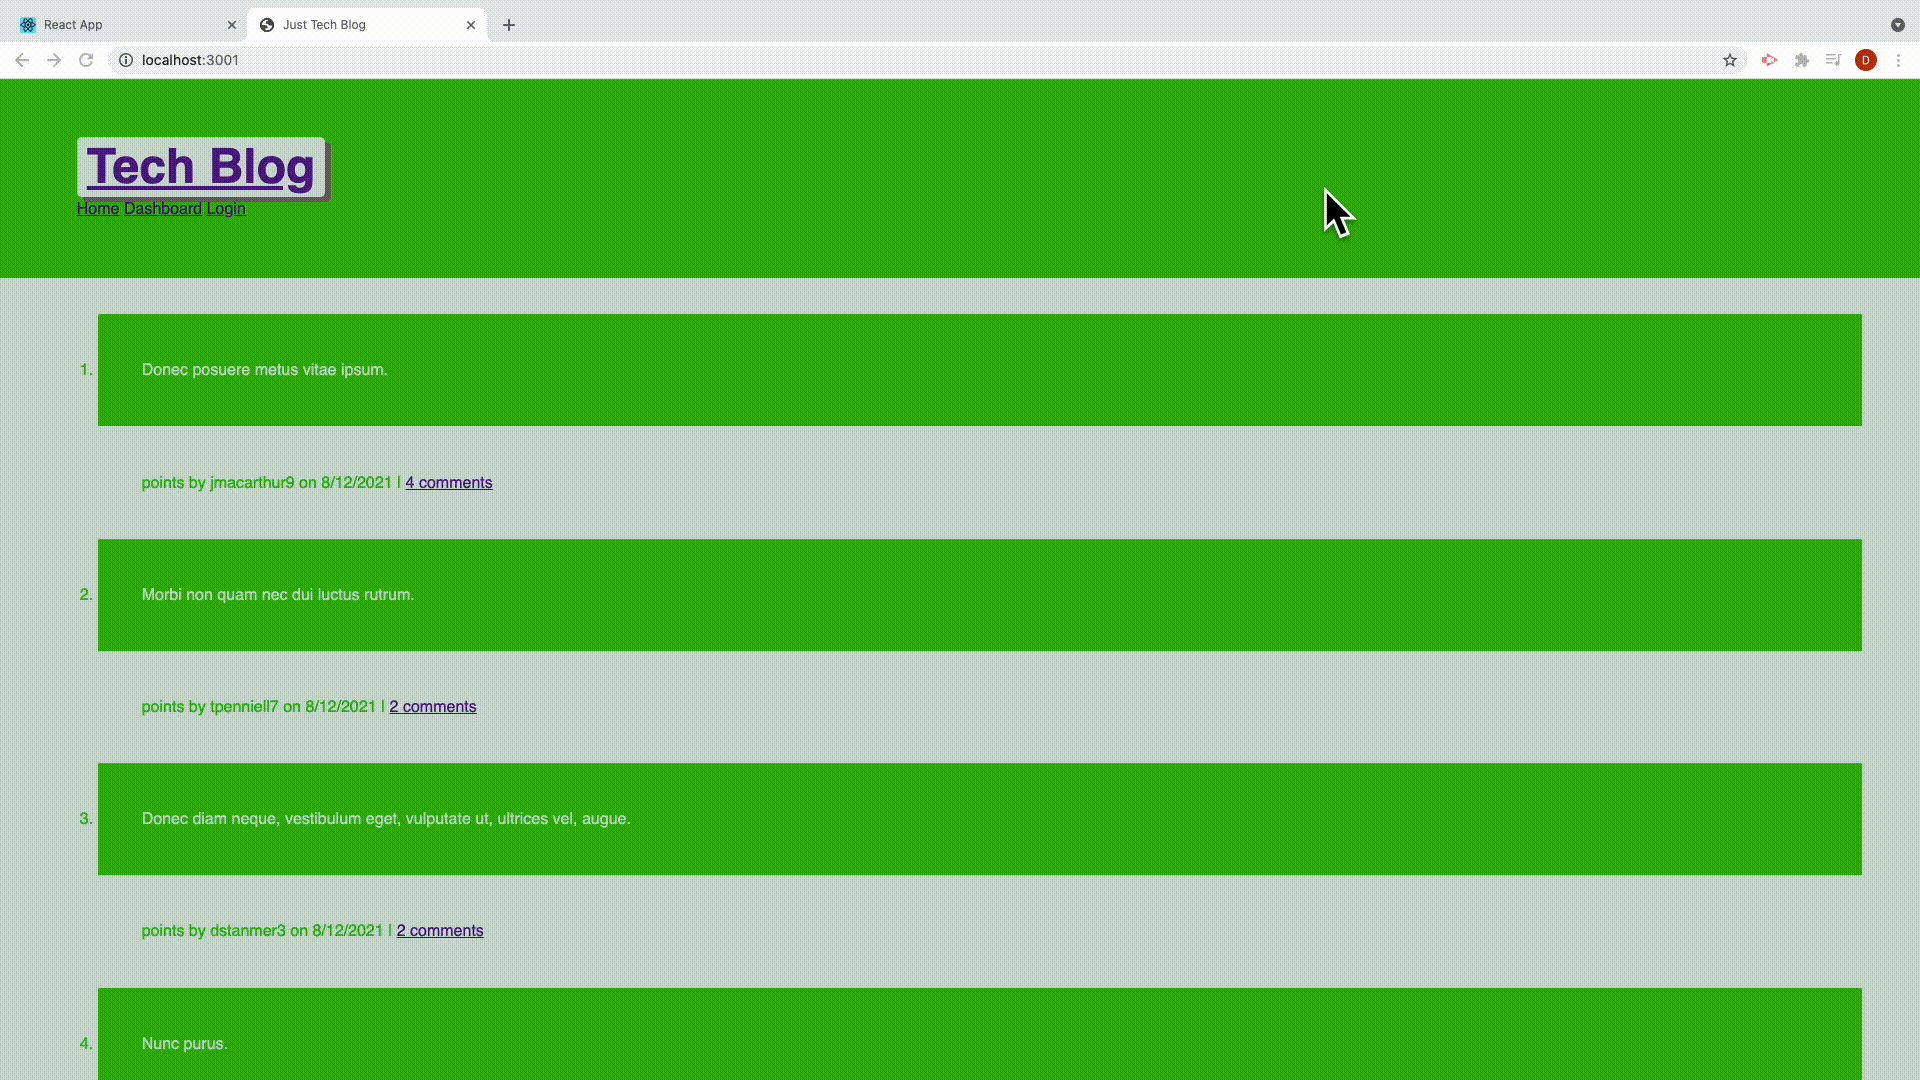 React App
Just Tech Blog
localhost:3001
D
Tech Blog
Home Dashboard Login
1. Donec posuere metus vitae ipsum.
points by jmacarthur9 on 8/12/2021 | 4 comments
2. Morbi non quam nec dui luctus rutrum.
points by tpenniell7 on 8/12/2021 | 2 comments
3. Donec diam neque, vestibulum eget, vulputate ut, ultrices vel, augue.
points by dstanmer3 on 8/12/2021 | 2 comments
4. Nunc purus.